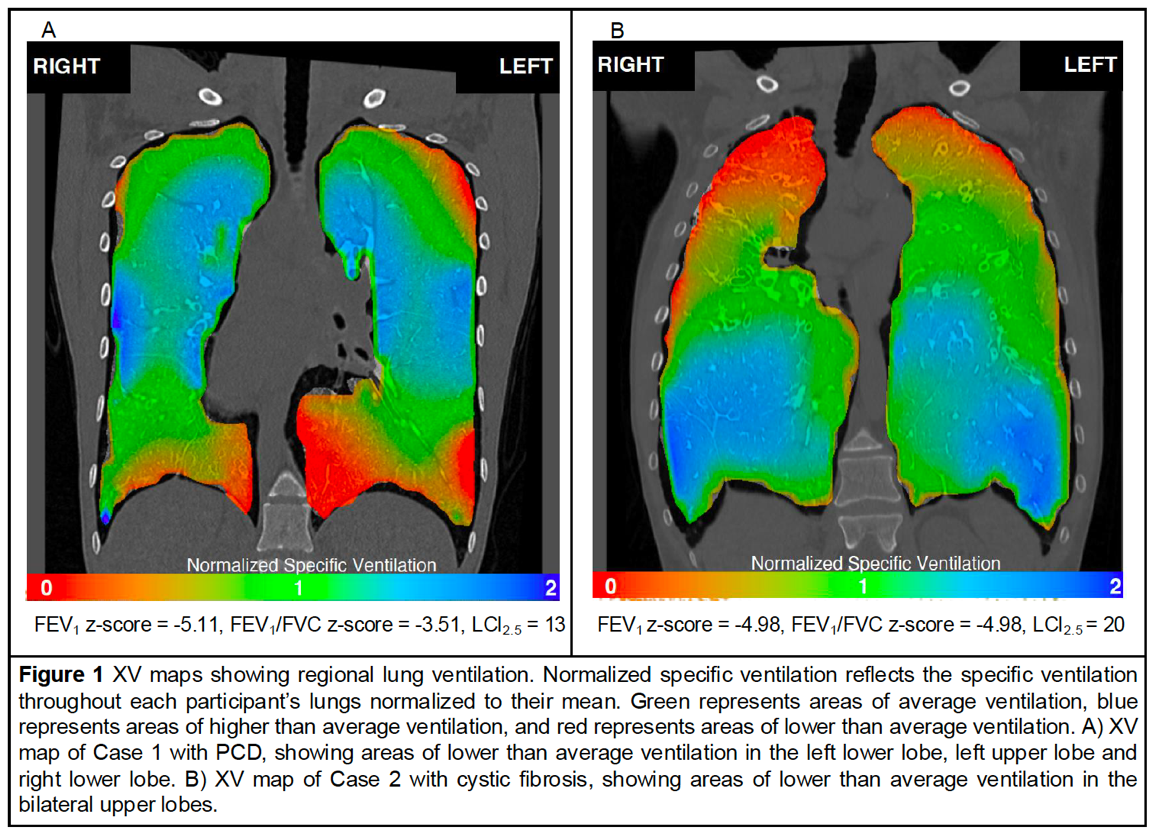 A
RIGHT
LEFT
Normalized Specific Ventilation
0 1 2
FEV₁ z-score = -5.11, FEV₁/FVC z-score = -3.51, LCI₂.₅ = 13
B
RIGHT
LEFT
Normalized Specific Ventilation
0 1 2
FEV₁ z-score = -4.98, FEV₁/FVC z-score = -4.98, LCI₂.₅ = 20
Figure 1 XV maps showing regional lung ventilation. Normalized specific ventilation reflects the specific ventilation
throughout each participant’s lungs normalized to their mean. Green represents areas of average ventilation, blue
represents areas of higher than average ventilation, and red represents areas of lower than average ventilation. A) XV
map of Case 1 with PCD, showing areas of lower than average ventilation in the left lower lobe, left upper lobe and
right lower lobe. B) XV map of Case 2 with cystic fibrosis, showing areas of lower than average ventilation in the
bilateral upper lobes.